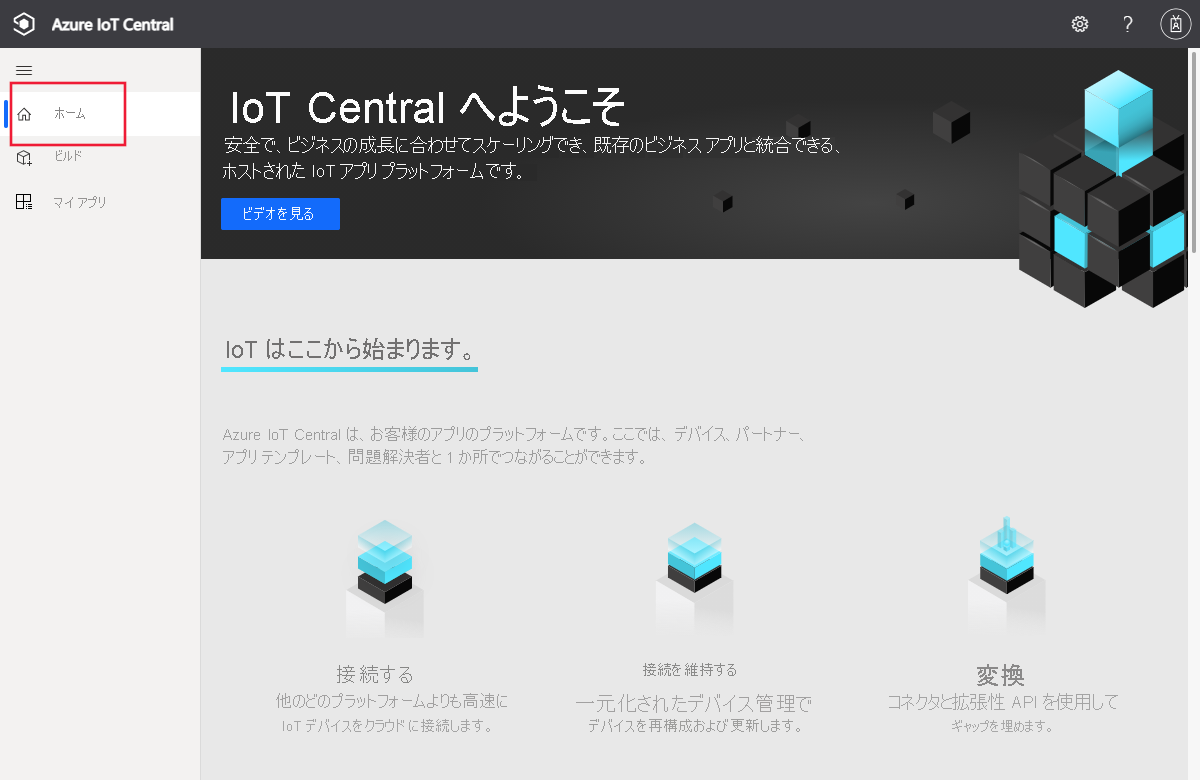 Azure IoT Central
?
ホーム
ビルド
マイ アプリ
IoT Central へようこそ
安全で、ビジネスの成長に合わせてスケーリングでき、既存のビジネス アプリと統合できる、
ホストされた IoT アプリ プラットフォームです。
ビデオを見る
IoT はここから始まります。
Azure IoT Central は、お客様のアプリのプラットフォームです。ここでは、デバイス、パートナー、
アプリ テンプレート、問題解決者と 1 か所でつながることができます。
接続する
他のどのプラットフォームよりも高速に
IoT デバイスをクラウドに接続します。
接続を維持する
一元化されたデバイス管理で
デバイスを再構成および更新します。
変換
コネクタと拡張性 API を使用して
ギャップを埋めます。